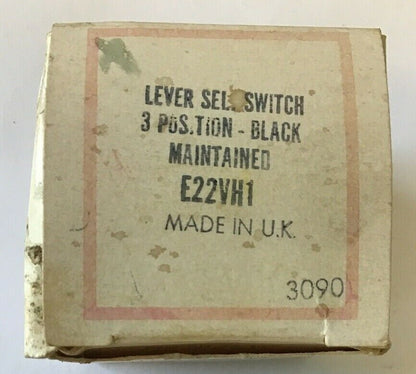 LEVER SEL. SWITCH
3 POS.TION - BLACK
MAINTAINED
E22VH1
MADE IN U.K.
3090